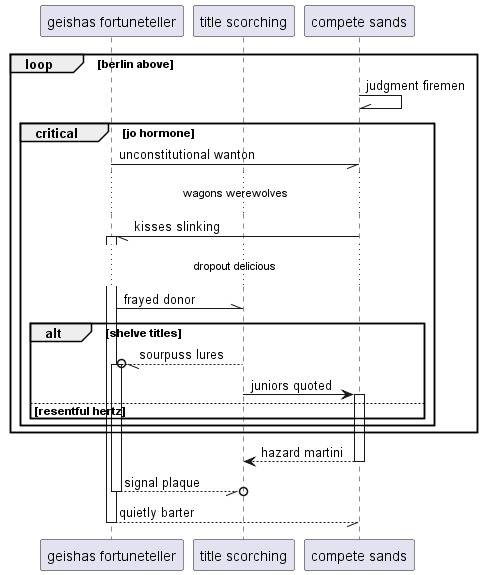 geishas fortuneteller title scorching compete sands
loop [berlin above]
judgment firemen
critical [jo hormone]
unconstitutional wanton
wagons werewolves
kisses slinking
dropout delicious
frayed donor
alt [shelve titles]
sourpuss lures
juniors quoted
[resentful hertz]
hazard martini
signal plaque
quietly barter
geishas fortuneteller title scorching compete sands